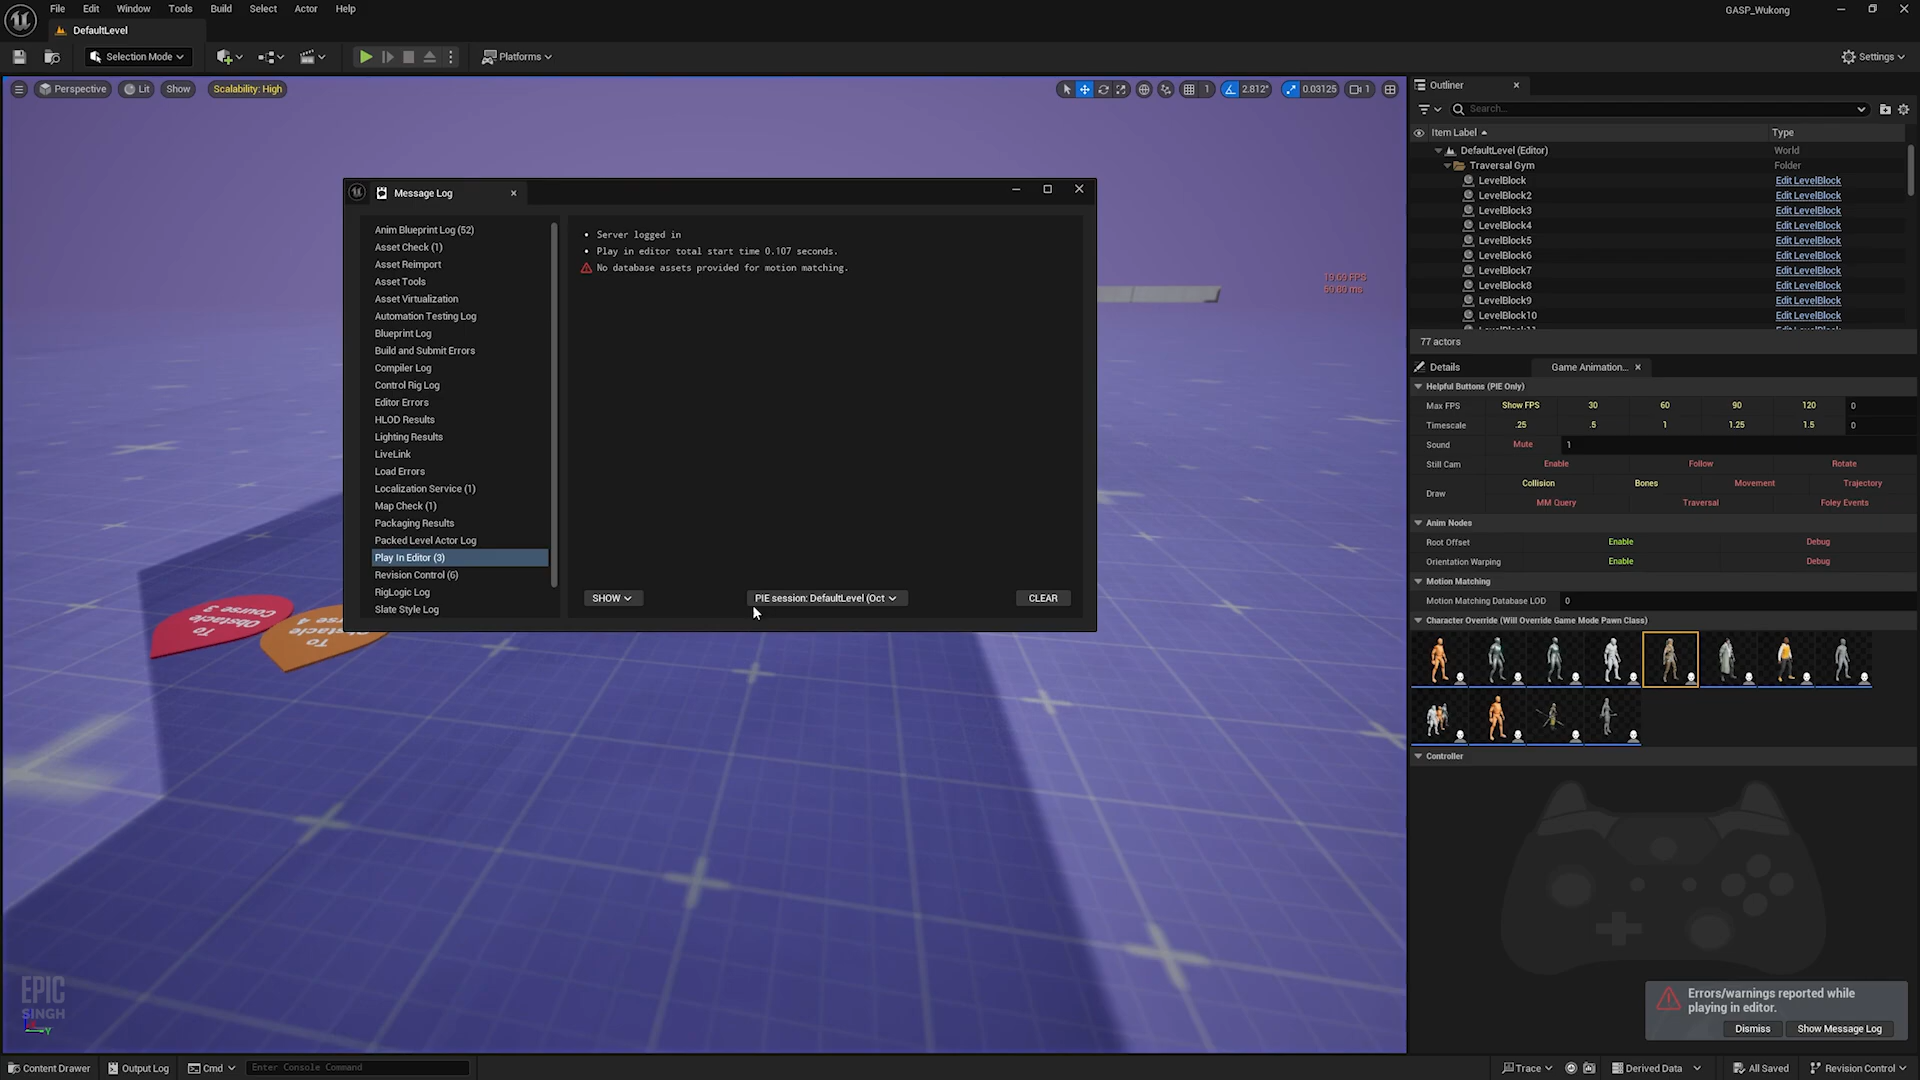 File Edit Window Tools Build Select Actor Help
GASP_Wukong
DefaultLevel
Selection Mode
Platforms
Settings
Perspective Lit Show Scalability: High
1 2.812° 0.03125 1
Outliner
Search...
Item Label Type
DefaultLevel (Editor) World
Traversal Gym Folder
LevelBlock Edit LevelBlock
LevelBlock2 Edit LevelBlock
LevelBlock3 Edit LevelBlock
LevelBlock4 Edit LevelBlock
LevelBlock5 Edit LevelBlock
LevelBlock6 Edit LevelBlock
LevelBlock7 Edit LevelBlock
LevelBlock8 Edit LevelBlock
LevelBlock9 Edit LevelBlock
LevelBlock10 Edit LevelBlock
LevelBlock11 Edit LevelBlock
77 actors
Message Log
Anim Blueprint Log (52)
Asset Check (1)
Asset Reimport
Asset Tools
Asset Virtualization
Automation Testing Log
Blueprint Log
Build and Submit Errors
Compiler Log
Control Rig Log
Editor Errors
HLOD Results
Lighting Results
LiveLink
Load Errors
Localization Service (1)
Map Check (1)
Packaging Results
Packed Level Actor Log
Play In Editor (3)
Revision Control (6)
RigLogic Log
Slate Style Log
• Server logged in
• Play in editor total start time 0.107 seconds.
No database assets provided for motion matching.
SHOW
PIE session: DefaultLevel (Oct
CLEAR
To
Obstacle
Course 3
To
Obstacle
Details Game Animation...
Helpful Buttons (PIE Only)
Max FPS Show FPS 30 60 90 120 0
Timescale .25 .5 1 1.25 1.5 0
Sound Mute 1
Still Cam Enable Follow Rotate
Draw
Collision Bones Movement Trajectory
MM Query Traversal Foley Events
Anim Nodes
Root Offset Enable Debug
Orientation Warping Enable Debug
Motion Matching
Motion Matching Database LOD 0
Character Override (Will Override Game Mode Pawn Class)
Controller
Errors/warnings reported while
playing in editor.
Dismiss Show Message Log
EPIC
SINGH
Content Drawer Output Log Cmd Enter Console Command
Trace Derived Data All Saved Revision Control